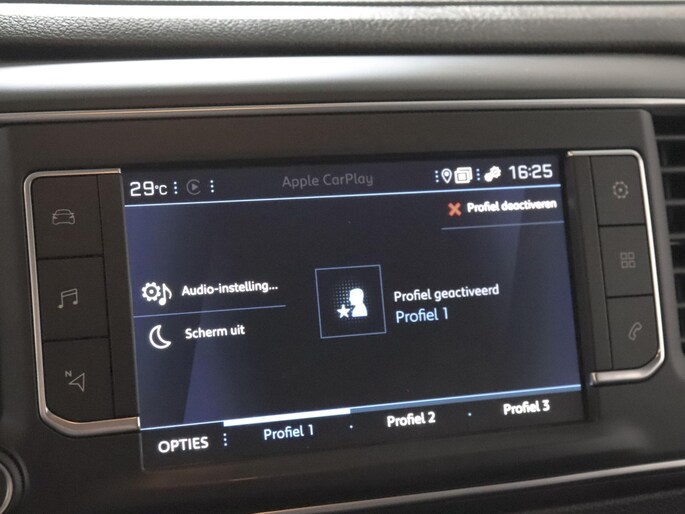 29°C Apple CarPlay 16:25
Profiel deactiveren
Audio-instelling...
Profiel geactiveerd
Profiel 1
Scherm uit
OPTIES Profiel 1 Profiel 2 Profiel 3
N